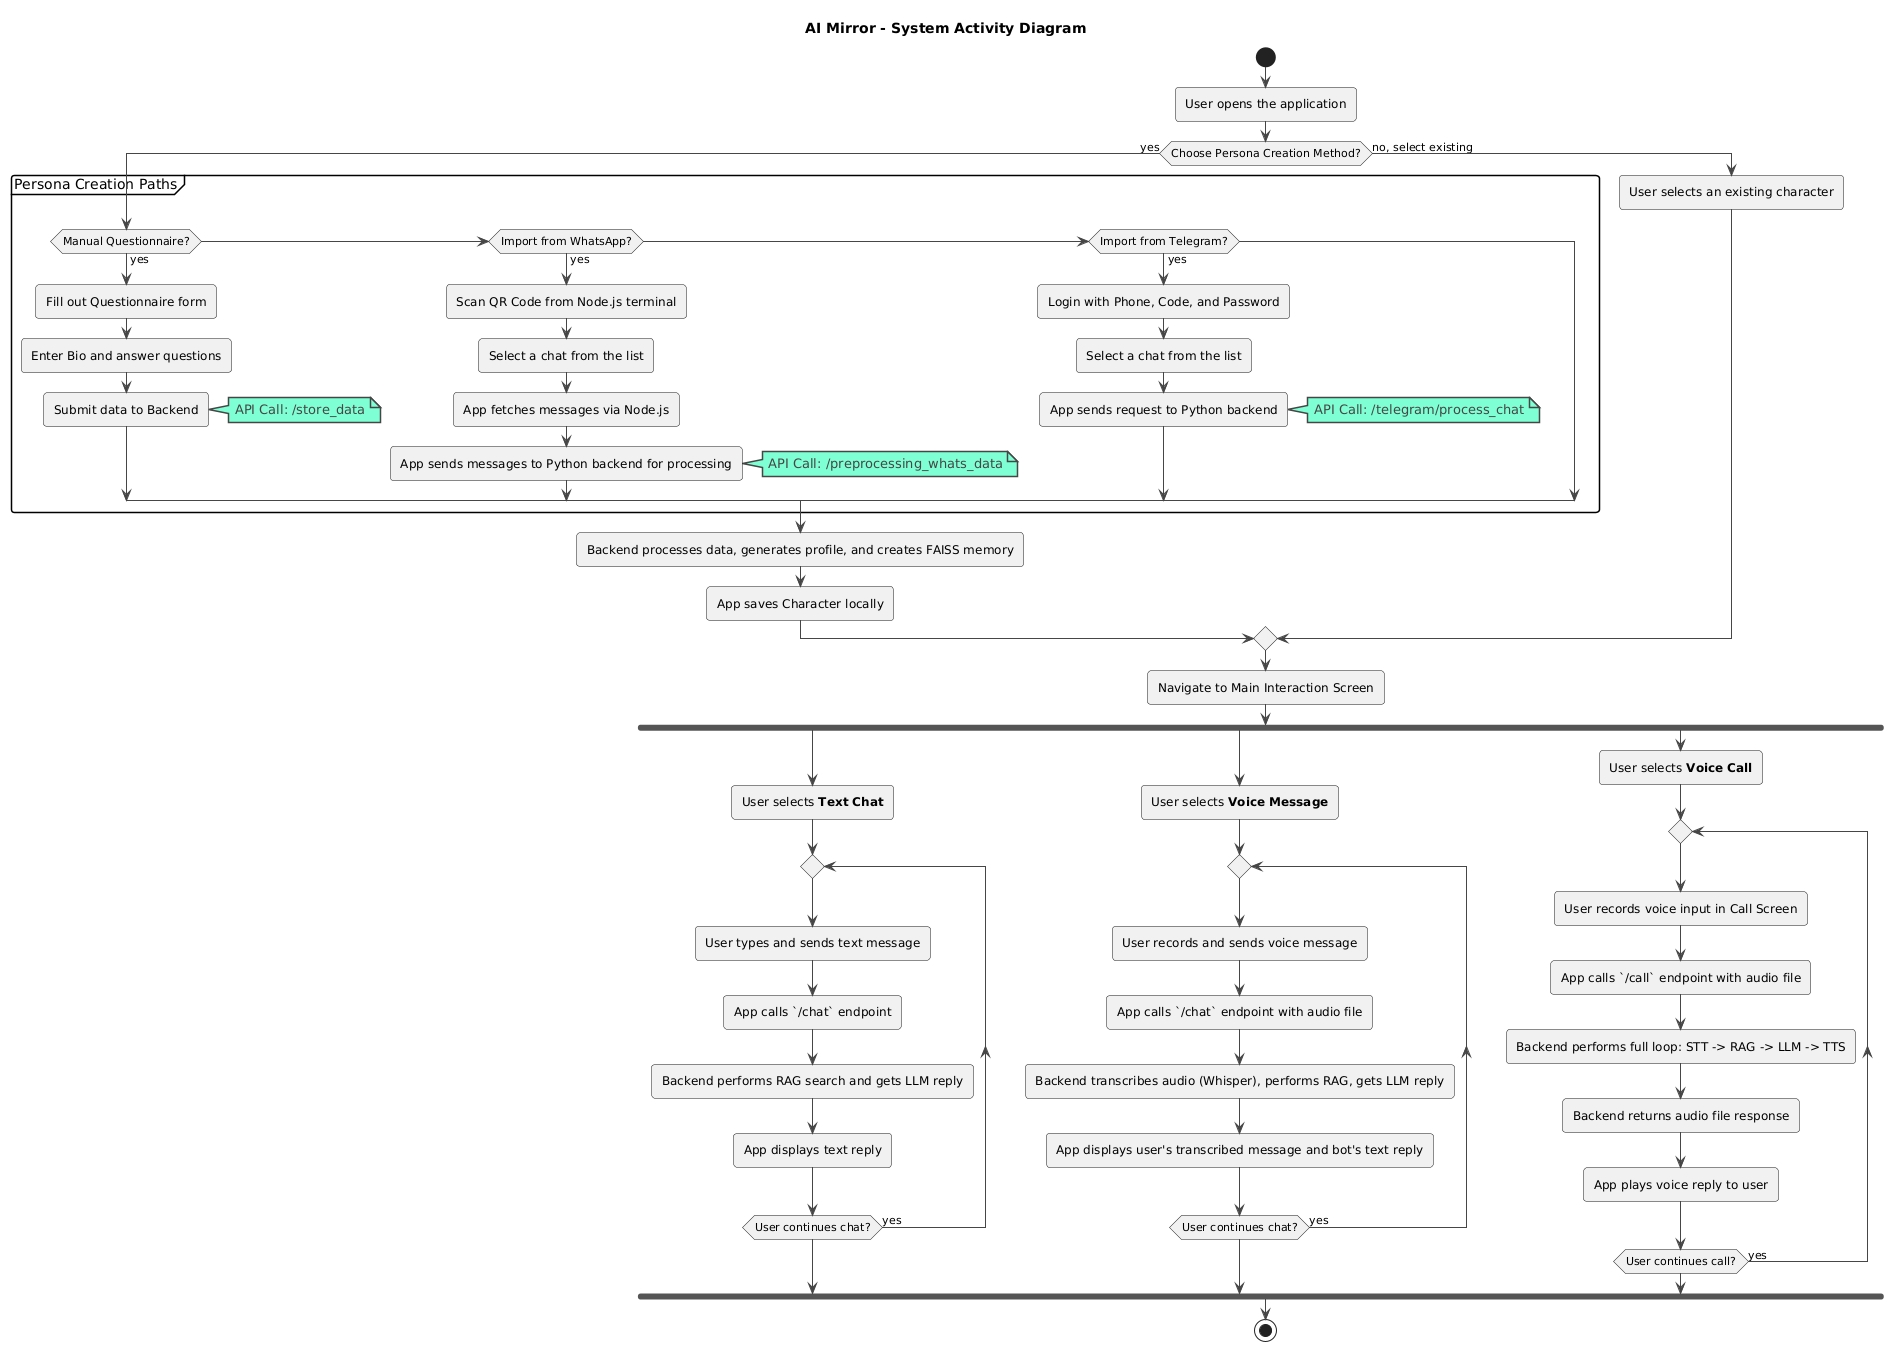 AI Mirror - System Activity Diagram
User opens the application
yes
Choose Persona Creation Method?
no, select existing
Persona Creation Paths
User selects an existing character
Manual Questionnaire?
Import from WhatsApp?
Import from Telegram?
yes
yes
yes
Fill out Questionnaire form
Scan QR Code from Node.js terminal
Login with Phone, Code, and Password
Enter Bio and answer questions
Select a chat from the list
Select a chat from the list
Submit data to Backend
API Call: /store_data
App fetches messages via Node.js
App sends request to Python backend
API Call: /telegram/process_chat
App sends messages to Python backend for processing
API Call: /preprocessing_whats_data
Backend processes data, generates profile, and creates FAISS memory
App saves Character locally
Navigate to Main Interaction Screen
User selects Voice Call
User selects Text Chat
User selects Voice Message
User records voice input in Call Screen
User types and sends text message
User records and sends voice message
App calls `/call` endpoint with audio file
App calls `/chat` endpoint
App calls `/chat` endpoint with audio file
Backend performs full loop: STT -> RAG -> LLM -> TTS
Backend performs RAG search and gets LLM reply
Backend transcribes audio (Whisper), performs RAG, gets LLM reply
Backend returns audio file response
App displays text reply
App displays user's transcribed message and bot's text reply
App plays voice reply to user
User continues chat?
yes
User continues chat?
yes
User continues call?
yes